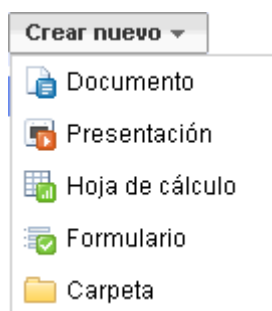 Crear nuevo
Documento
Presentación
Hoja de cálculo
Formulario
Carpeta